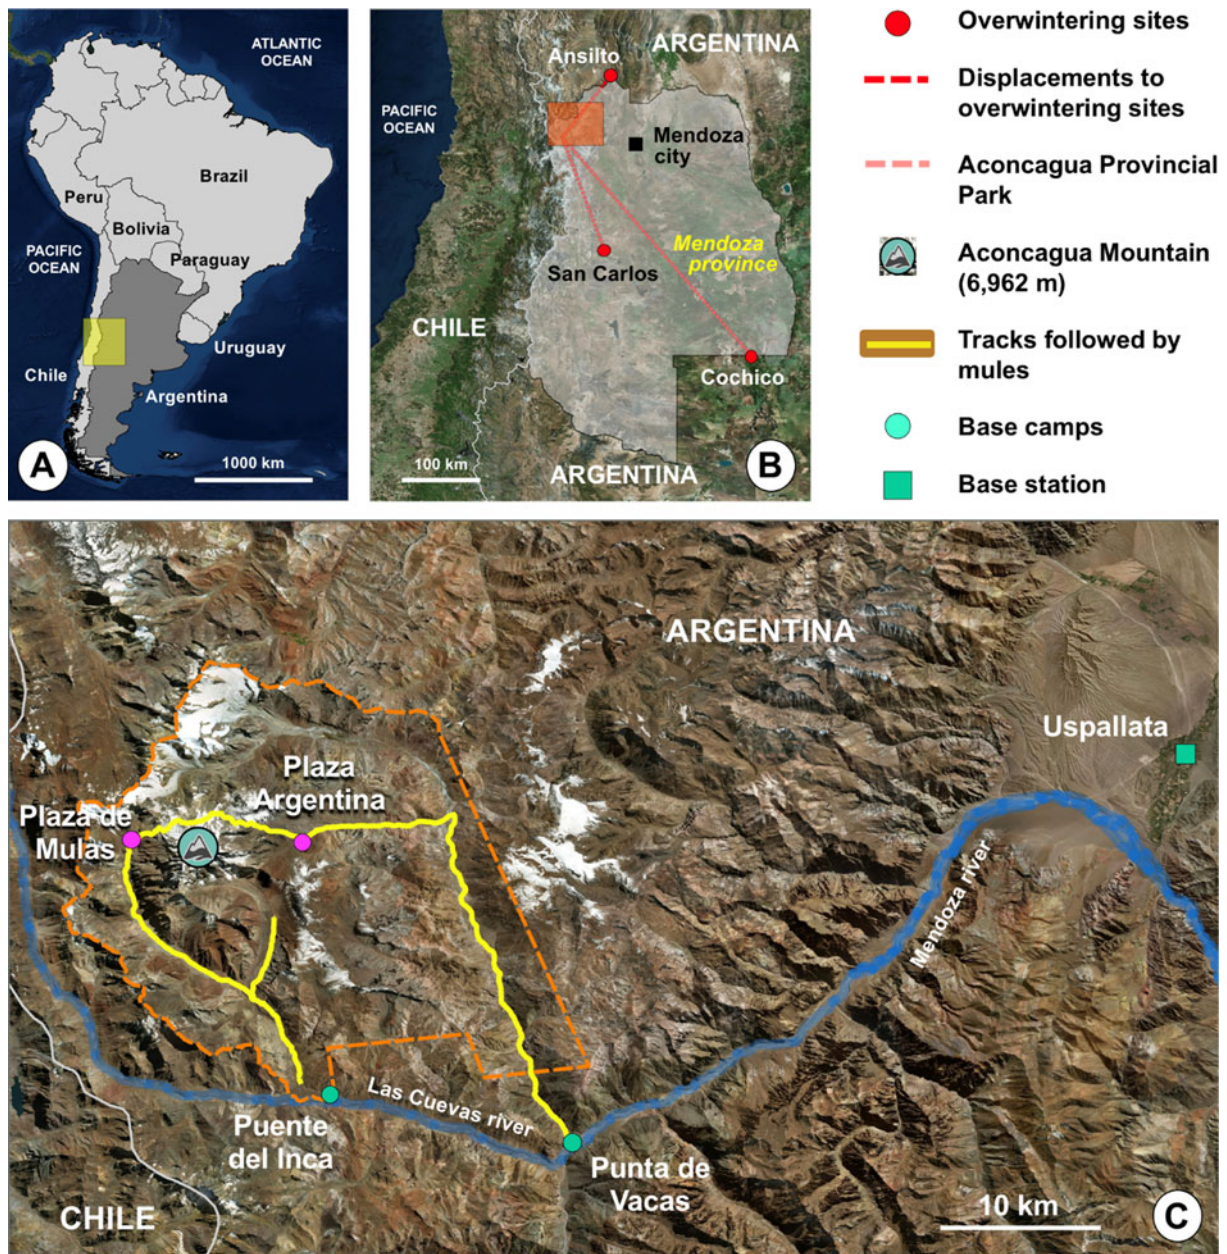 ATLANTIC
OCEAN
Brazil
Peru
Bolivia
PACIFIC
OCEAN
Paraguay
Uruguay
Chile
Argentina
A
1000 km
ARGENTINA
Ansilto
PACIFIC
OCEAN
Mendoza
city
Mendoza
province
San Carlos
CHILE
Cochico
100 km
ARGENTINA
B
Overwintering sites
Displacements to
overwintering sites
Aconcagua Provincial
Park
Aconcagua Mountain
(6,962 m)
Tracks followed by
mules
Base camps
Base station
ARGENTINA
Uspallata
Plaza
Argentina
Plaza de
Mulas
Mendoza river
Las Cuevas river
Puente
del Inca
Punta de
Vacas
CHILE
10 km
C